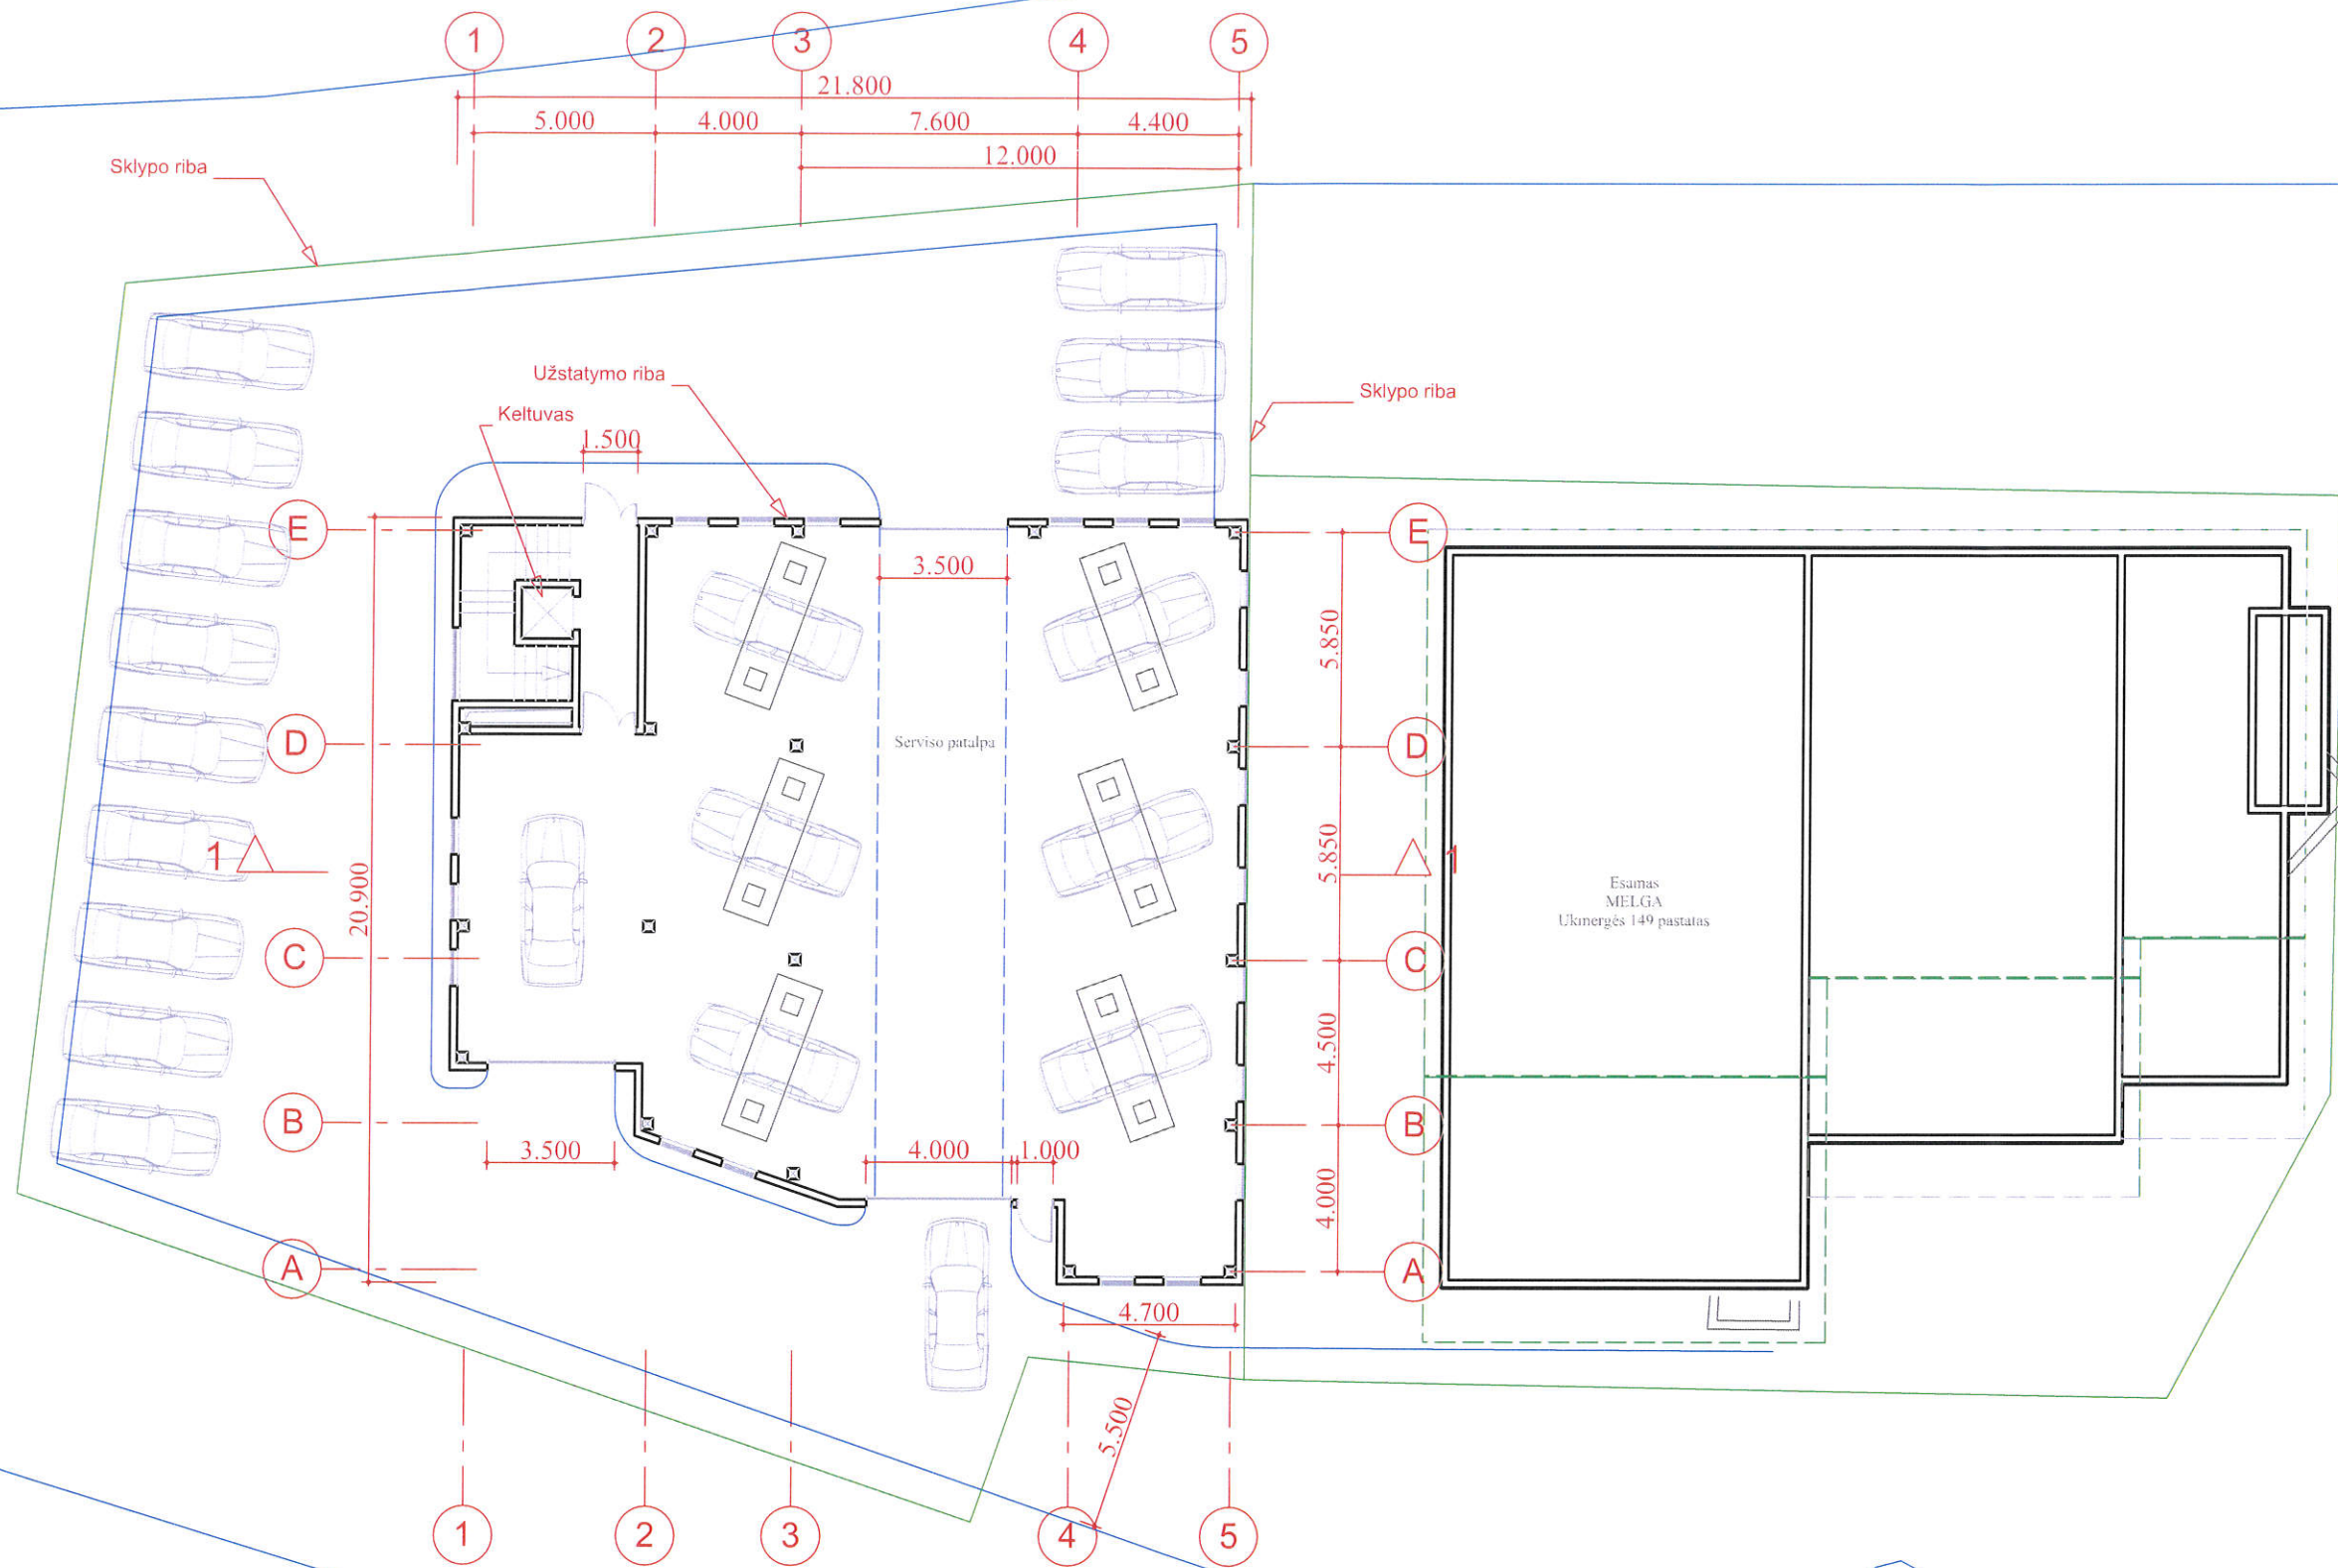 1 2 3 4 5
21.800
5.000 4.000 7.600 4.400
12.000
Sklypo riba
Užstatymo riba
Sklypo riba
Keltuvas
1.500
E E
3.500
5.850
D D
Serviso patalpa
1 1
5.850
20.900
Esamas
MELGA
Ukmergės 149 pastatas
C C
4.500
B B
3.500 4.000 1.000
4.000
A A
4.700
5.500
1 2 3 4 5